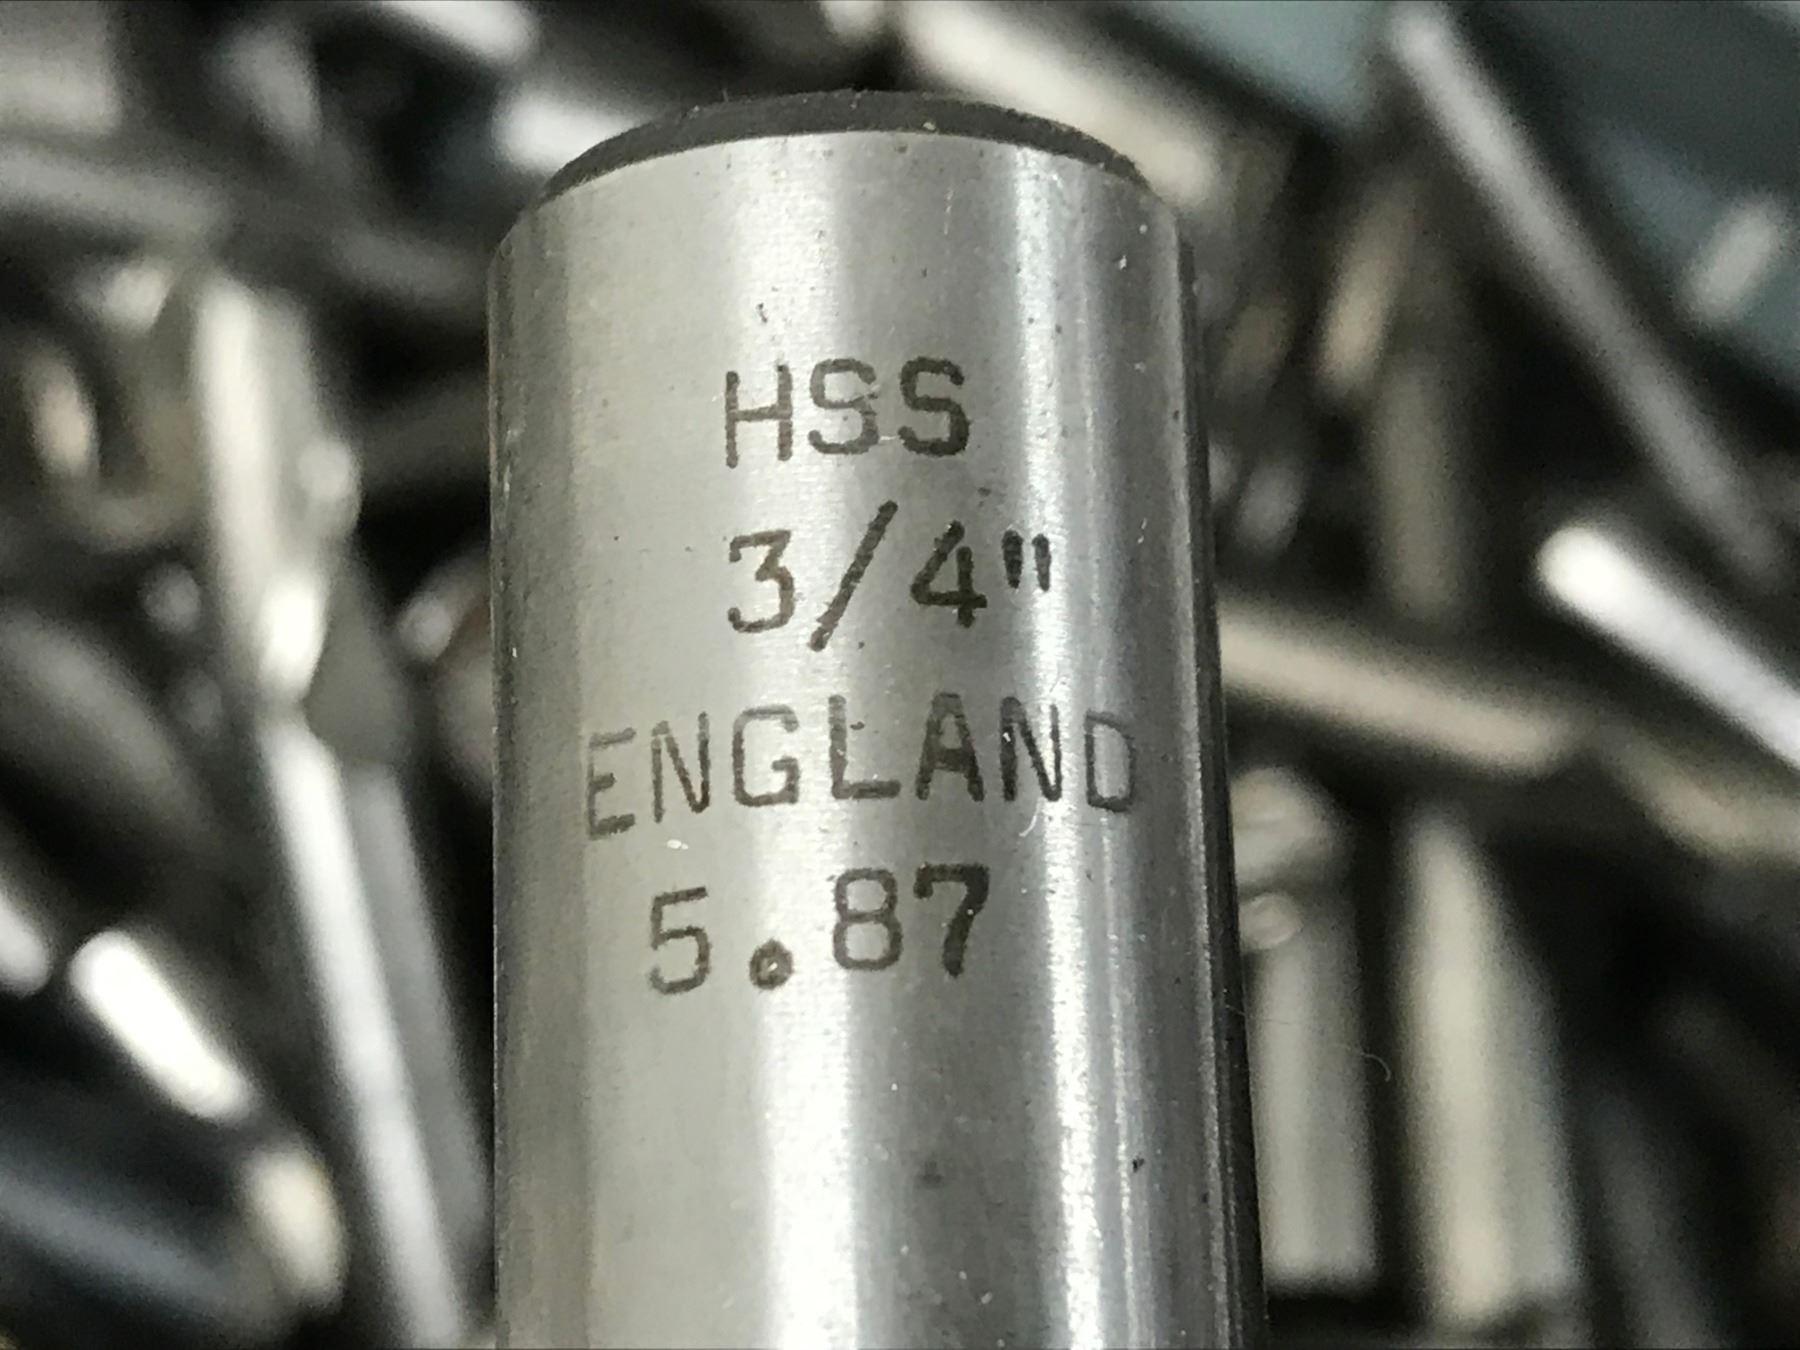 HSS
3/4"
ENGLAND
5.87